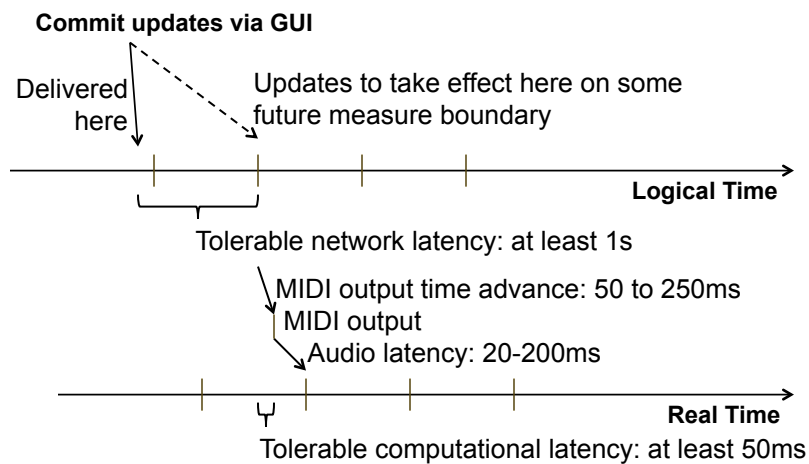 Commit updates via GUI
Delivered
here
Updates to take effect here on some
future measure boundary
Logical Time
Tolerable network latency: at least 1s
MIDI output time advance: 50 to 250ms
MIDI output
Audio latency: 20-200ms
Real Time
Tolerable computational latency: at least 50ms